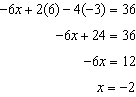 −6x + 2(6) − 4(−3) = 36
−6x + 24 = 36
−6x = 12
x = −2